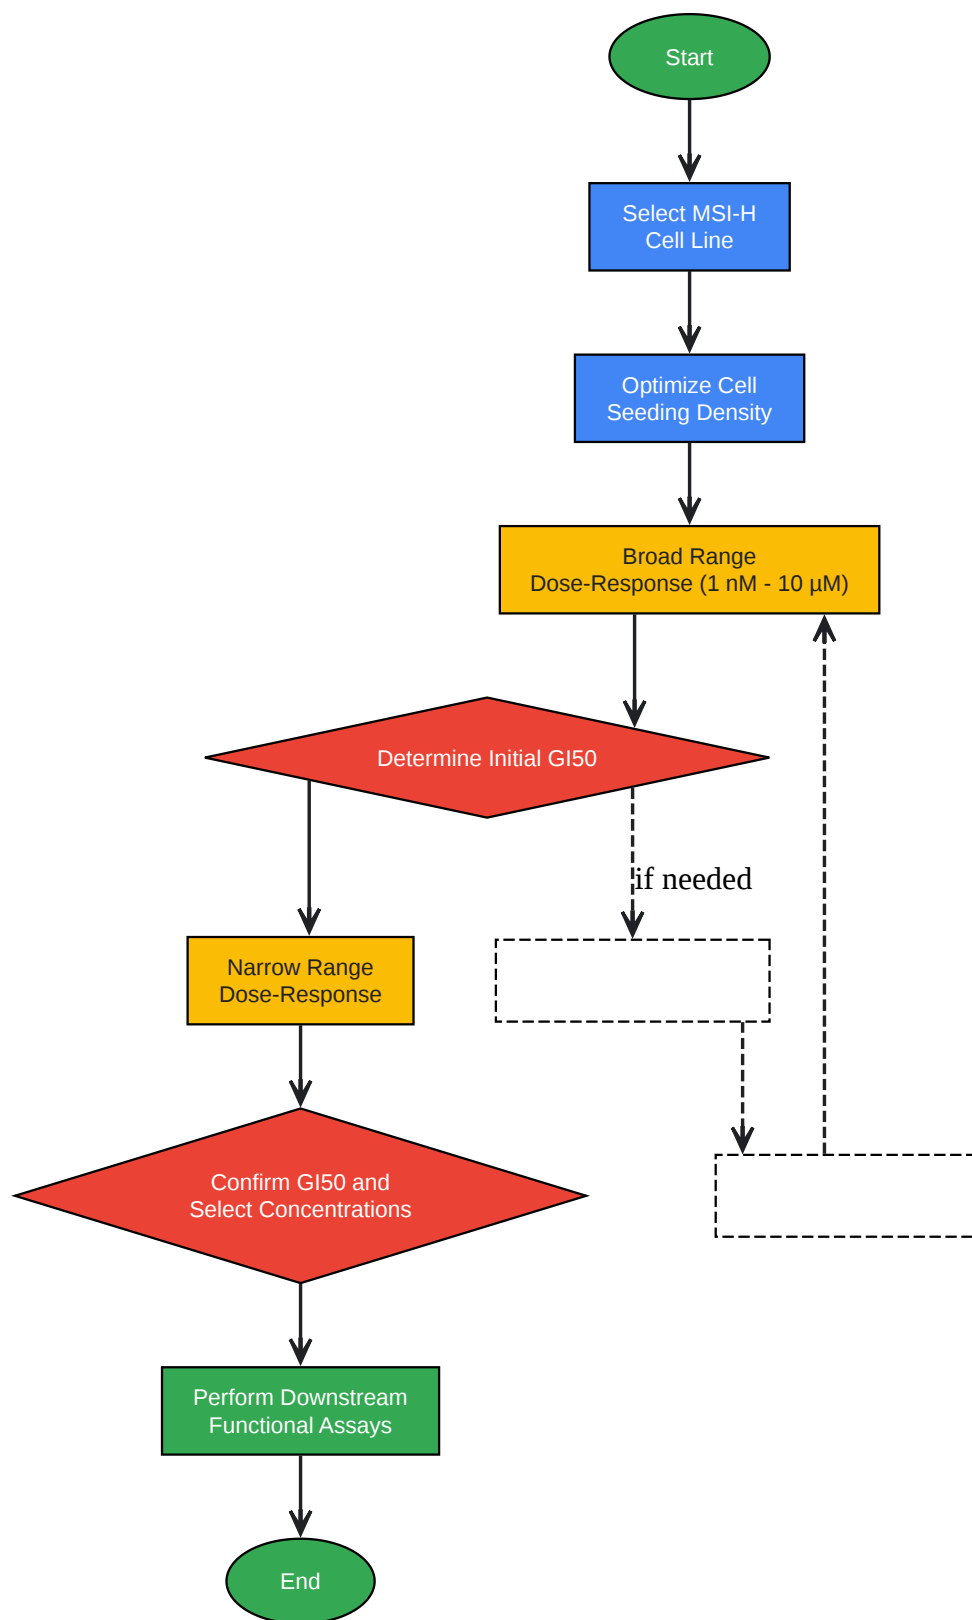 Start
Select MSI-H
Cell Line
Optimize Cell
Seeding Density
Broad Range
Dose-Response (1 nM - 10 µM)
Determine Initial GI50
if needed
Narrow Range
Dose-Response
Confirm GI50 and
Select Concentrations
Perform Downstream
Functional Assays
End